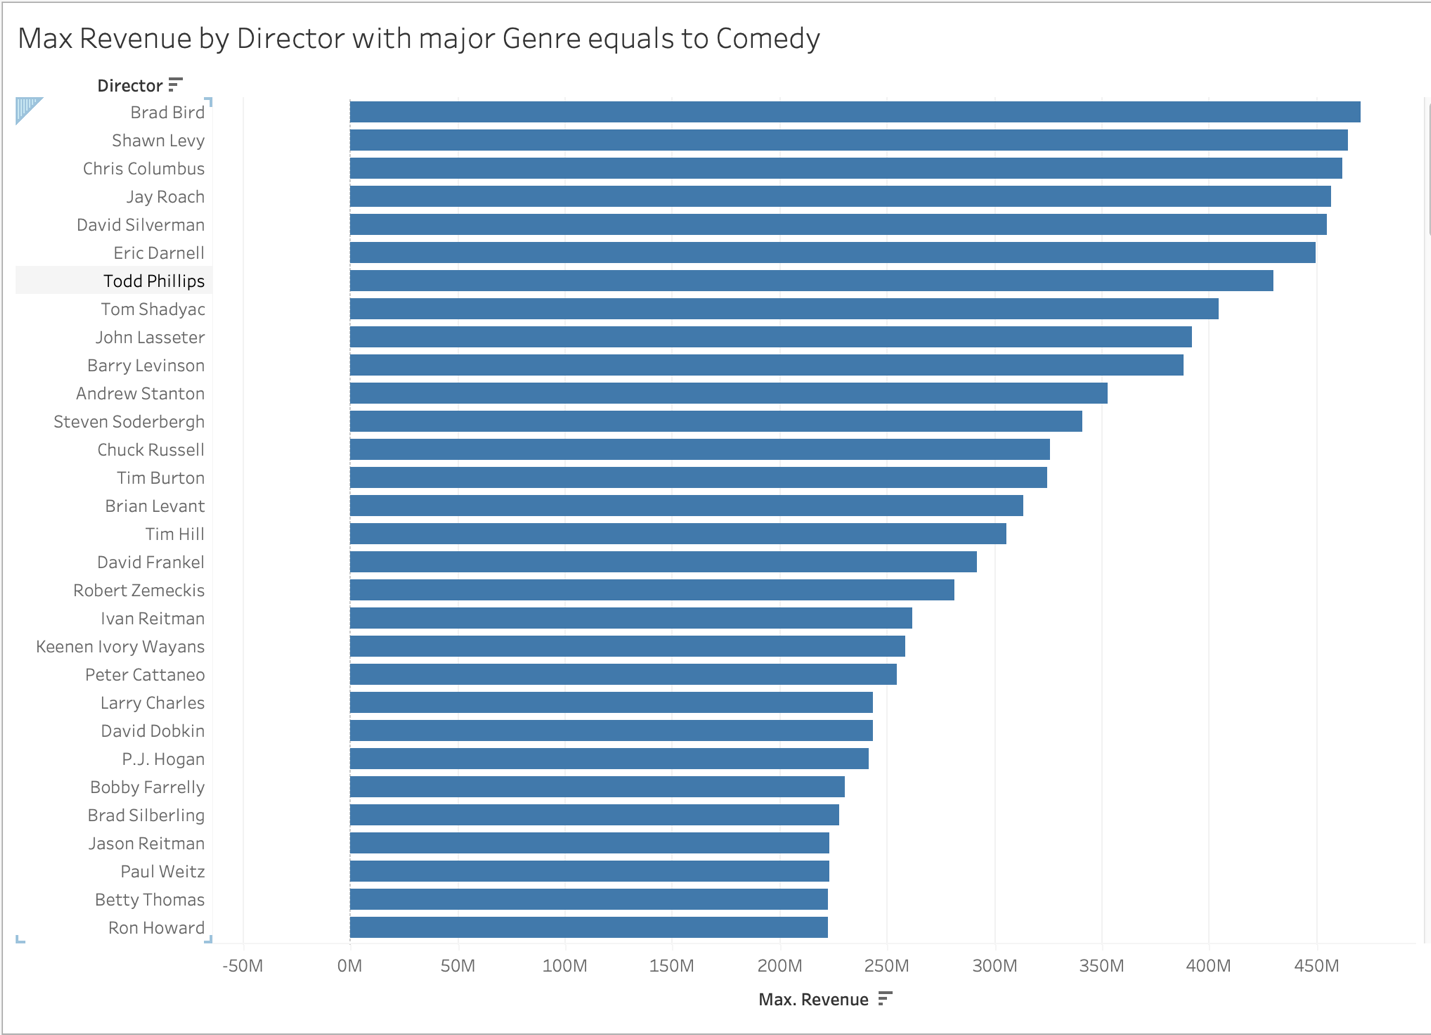 Max Revenue by Director with major Genre equals to Comedy
Director
Brad Bird
Shawn Levy
Chris Columbus
Jay Roach
David Silverman
Eric Darnell
Todd Phillips
Tom Shadyac
John Lasseter
Barry Levinson
Andrew Stanton
Steven Soderbergh
Chuck Russell
Tim Burton
Brian Levant
Tim Hill
David Frankel
Robert Zemeckis
Ivan Reitman
Keenen Ivory Wayans
Peter Cattaneo
Larry Charles
David Dobkin
P.J. Hogan
Bobby Farrelly
Brad Silberling
Jason Reitman
Paul Weitz
Betty Thomas
Ron Howard
-50M 0M 50M 100M 150M 200M 250M 300M 350M 400M 450M
Max. Revenue